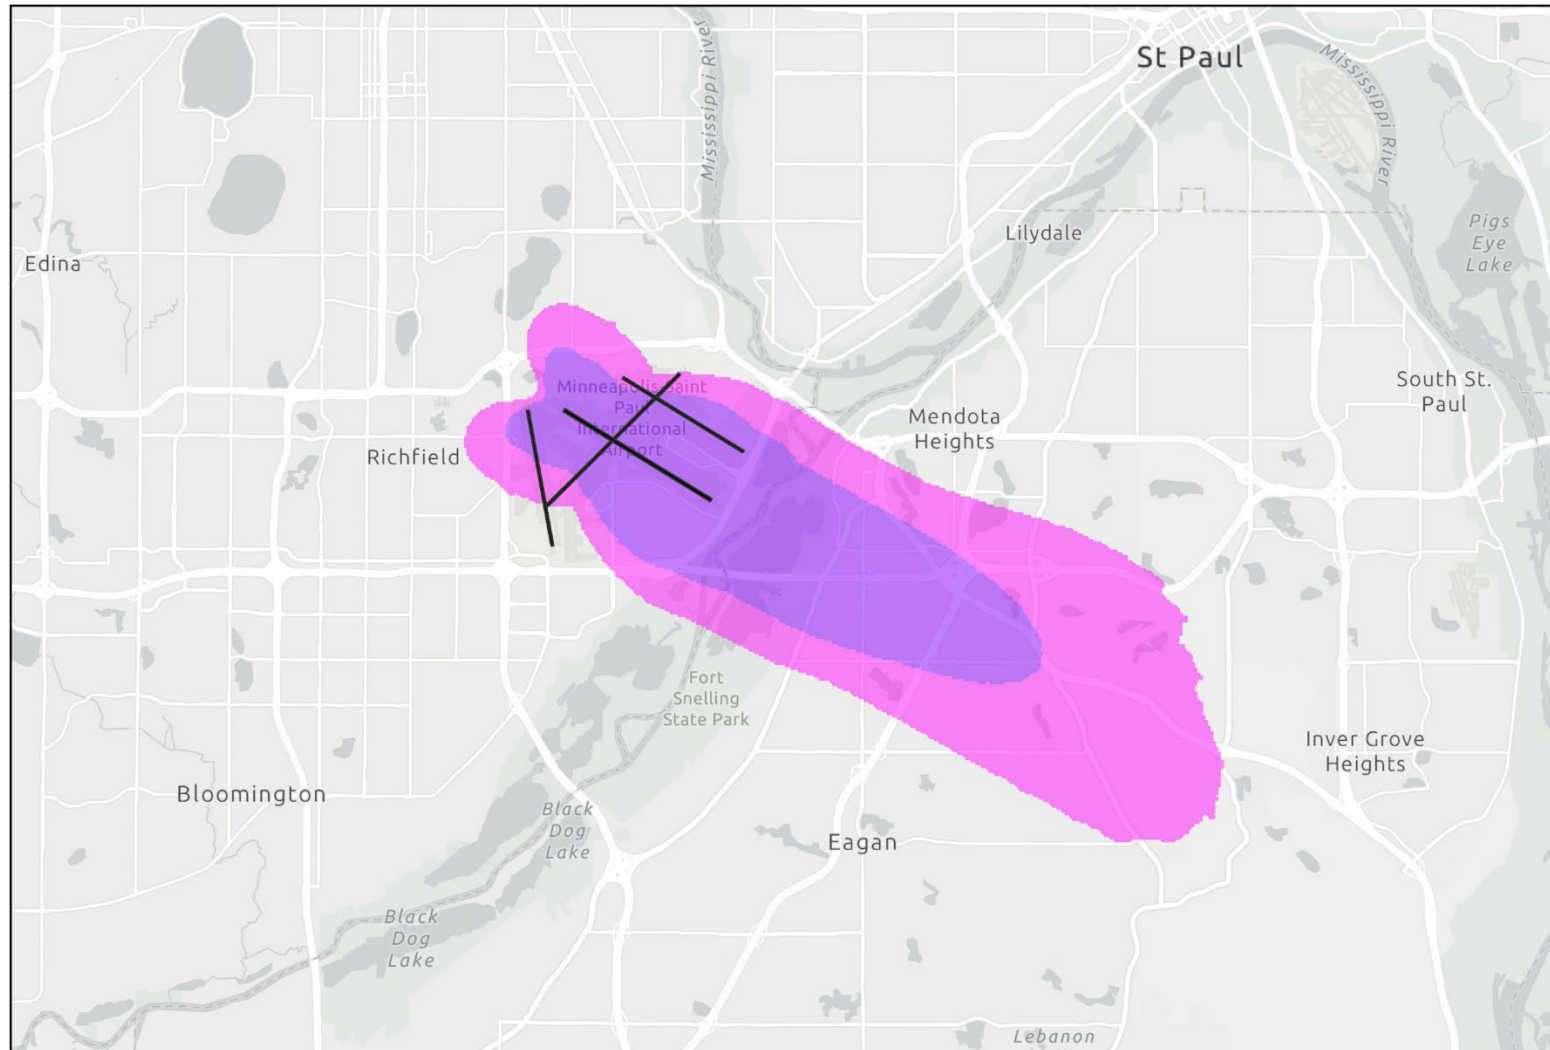 St Paul
Mississippi River
Mississippi River
Lilydale
Pigs
Eye
Lake
Edina
Minneapolis-Saint
Paul
International
Airport
South St.
Paul
Mendota
Heights
Richfield
Fort
Snelling
State Park
Inver Grove
Heights
Bloomington
Black
Dog
Lake
Eagan
Black
Dog
Lake
Lebanon